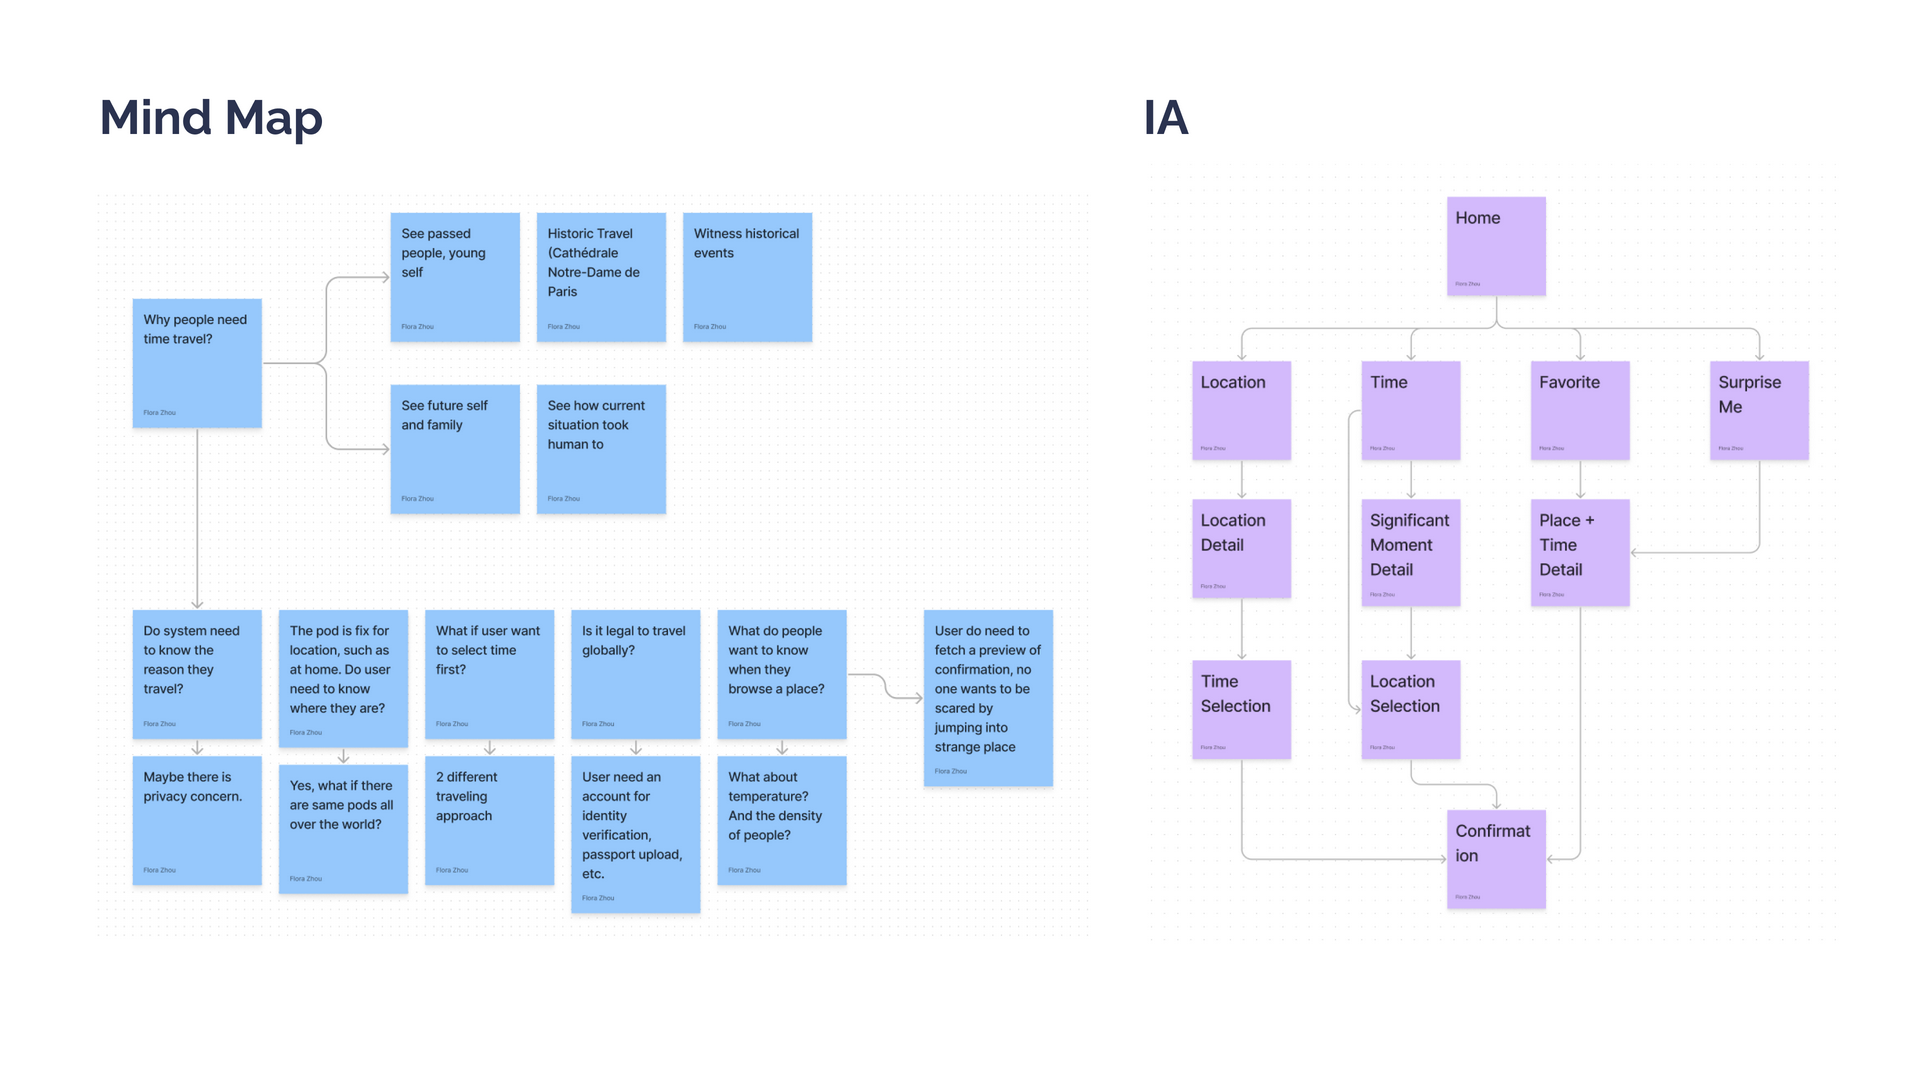 Mind Map
See passed
people, young
self
Flora Zhou
Historic Travel
(Cathédrale
Notre-Dame de
Paris
Flora Zhou
Witness historical
events
Flora Zhou
Why people need
time travel?
Flora Zhou
See future self
and family
Flora Zhou
See how current
situation took
human to
Flora Zhou
Do system need
to know the
reason they
travel?
Flora Zhou
The pod is fix for
location, such as
at home. Do user
need to know
where they are?
Flora Zhou
What if user want
to select time
first?
Flora Zhou
Is it legal to travel
globally?
Flora Zhou
What do people
want to know
when they
browse a place?
Flora Zhou
User do need to
fetch a preview of
confirmation, no
one wants to be
scared by
jumping into
strange place
Flora Zhou
Maybe there is
privacy concern.
Flora Zhou
Yes, what if there
are same pods all
over the world?
Flora Zhou
2 different
traveling
approach
Flora Zhou
User need an
account for
identity
verification,
passport upload,
etc.
Flora Zhou
What about
temperature?
And the density
of people?
Flora Zhou
IA
Home
Flora Zhou
Location
Flora Zhou
Time
Flora Zhou
Favorite
Flora Zhou
Surprise
Me
Flora Zhou
Location
Detail
Flora Zhou
Significant
Moment
Detail
Flora Zhou
Place +
Time
Detail
Flora Zhou
Time
Selection
Flora Zhou
Location
Selection
Flora Zhou
Confirmat
ion
Flora Zhou